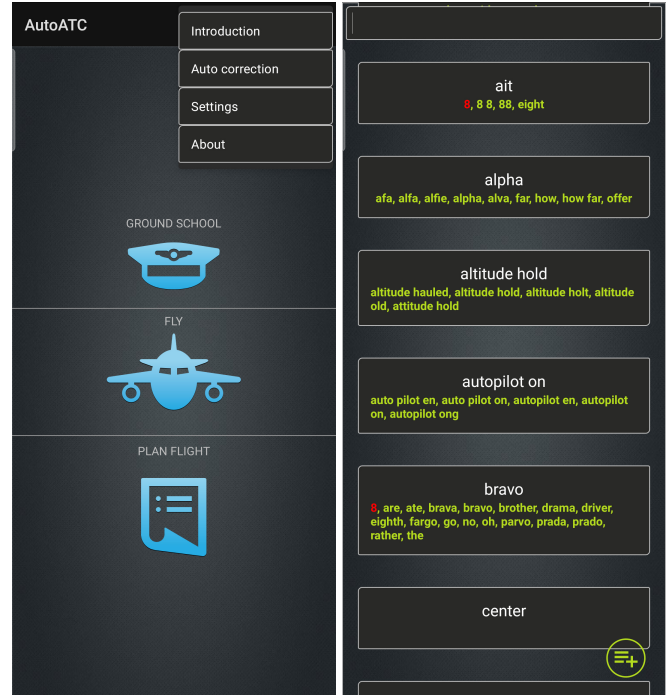 AutoATC
Introduction
Auto correction
Settings
About
GROUND SCHOOL
FLY
PLAN FLIGHT
ait
8, 8 8, 88, eight
alpha
afa, alfa, alfie, alpha, alva, far, how, how far, offer
altitude hold
altitude hauled, altitude hold, altitude holt, altitude
old, attitude hold
autopilot on
auto pilot en, auto pilot on, autopilot en, autopilot
on, autopilot ong
bravo
8, are, ate, brava, bravo, brother, drama, driver,
eighth, fargo, go, no, oh, parvo, prada, prado,
rather, the
center